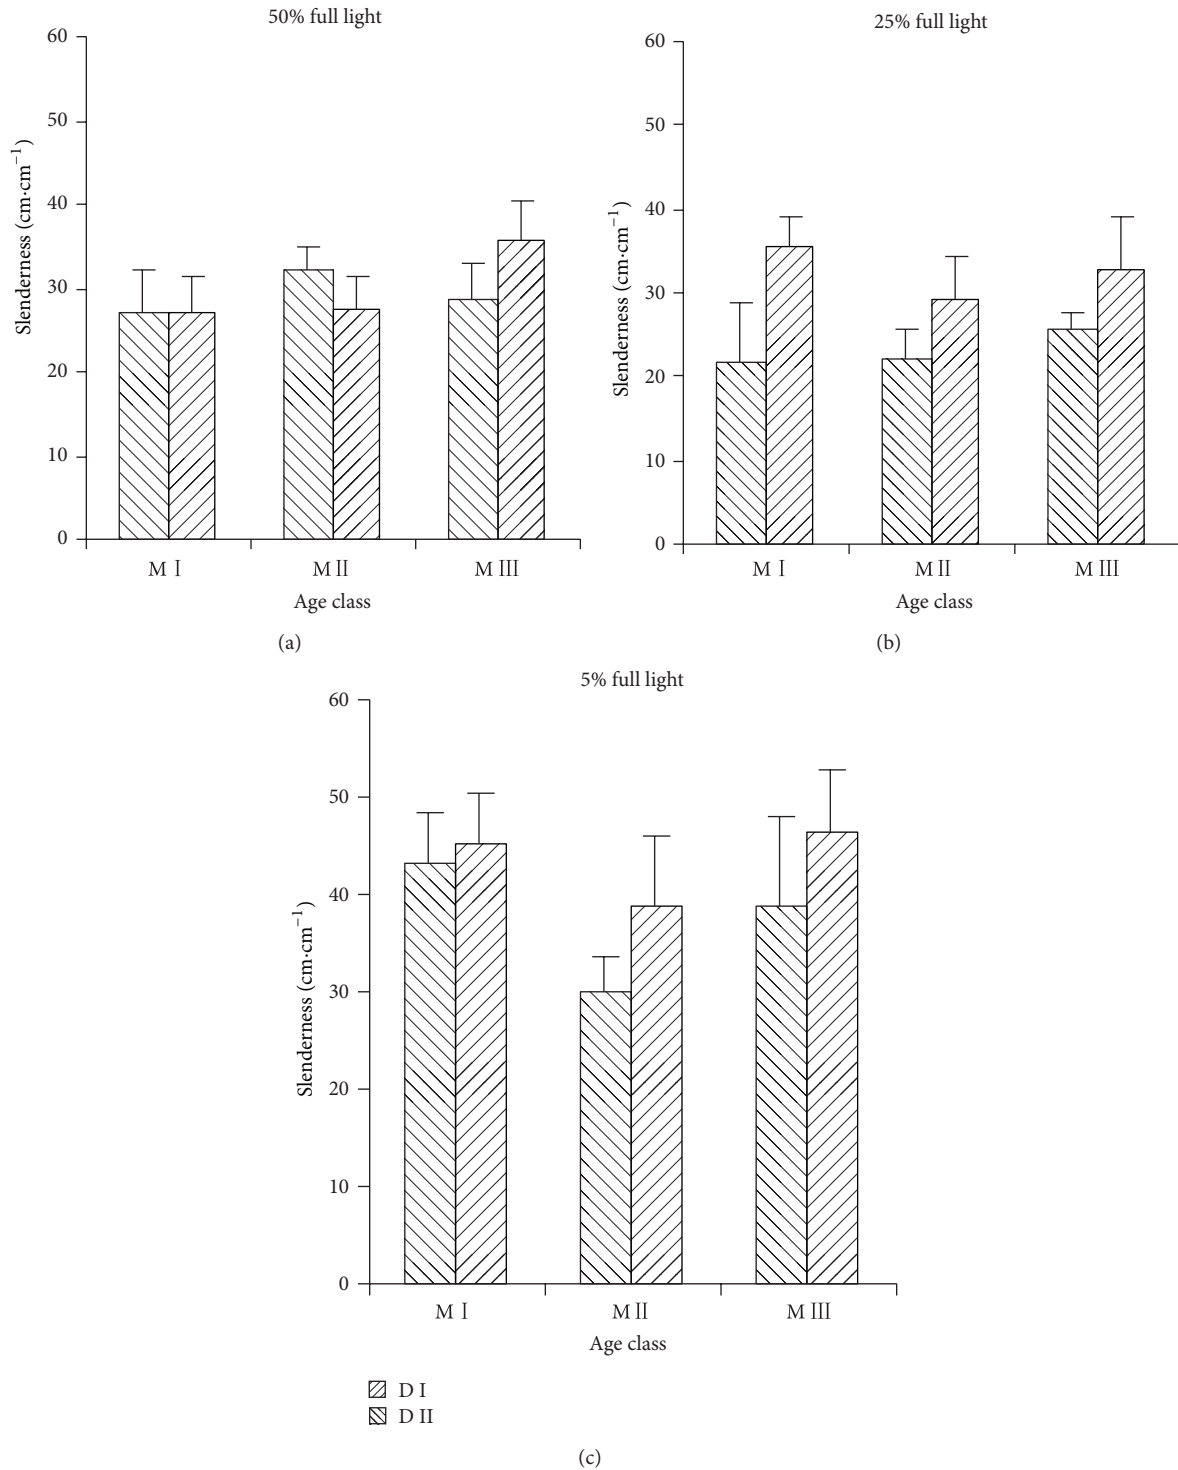 50% full light
60
50
40
30
20
10
0
Slenderness (cm·cm⁻¹)
M Ⅰ M Ⅱ M Ⅲ
Age class
(a)
25% full light
60
50
40
30
20
10
0
Slenderness (cm·cm⁻¹)
M Ⅰ M Ⅱ M Ⅲ
Age class
(b)
5% full light
60
50
40
30
20
10
0
Slenderness (cm·cm⁻¹)
M Ⅰ M Ⅱ M Ⅲ
Age class
D I
D II
(c)